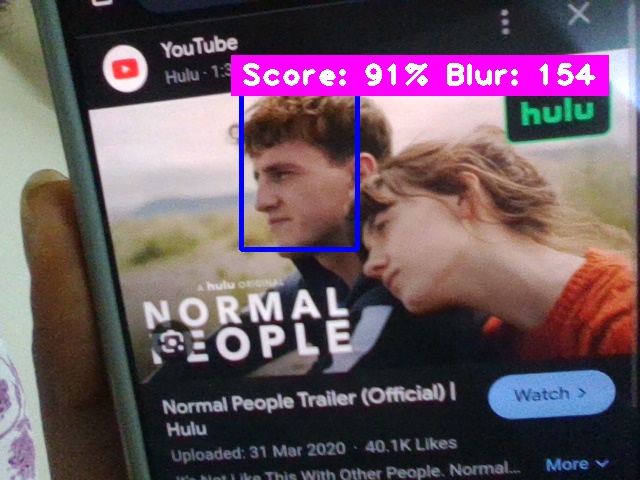 YouTube
Hulu · 1:3
Score: 91% Blur: 154
hulu
A hulu ORIGINAL
NORMAL
PEOPLE
Normal People Trailer (Official) |
Hulu
Watch >
Uploaded: 31 Mar 2020 · 40.1K Likes
It's Not Like This With Other People. Normal...
More